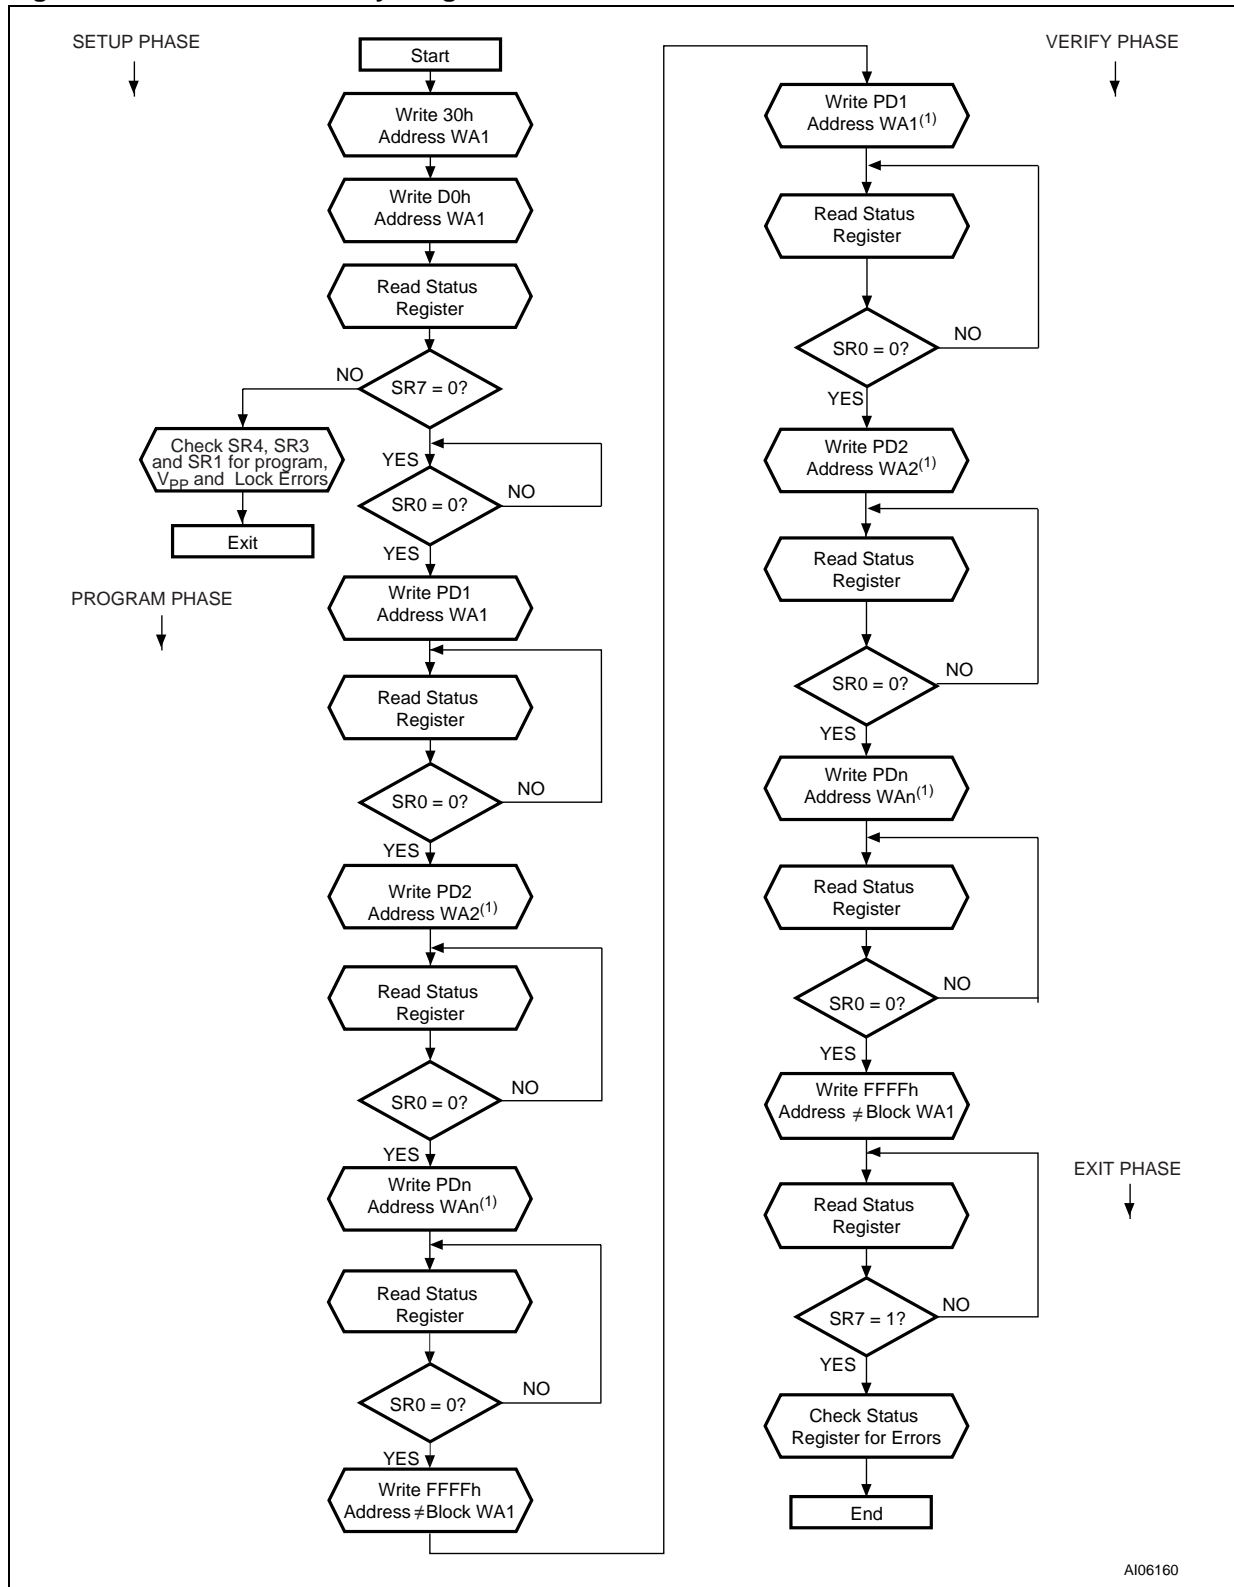 SETUP PHASE
Start
Write 30h
Address WA1
Write D0h
Address WA1
Read Status
Register
SR7 = 0?
NO
Check SR4, SR3
and SR1 for program,
VPP and Lock Errors
Exit
YES
SR0 = 0?
NO
YES
PROGRAM PHASE
Write PD1
Address WA1
Read Status
Register
SR0 = 0?
NO
YES
Write PD2
Address WA2(1)
Read Status
Register
SR0 = 0?
NO
YES
Write PDn
Address WAn(1)
Read Status
Register
SR0 = 0?
NO
YES
Write FFFFh
Address ≠Block WA1
VERIFY PHASE
Write PD1
Address WA1(1)
Read Status
Register
SR0 = 0?
NO
YES
Write PD2
Address WA2(1)
Read Status
Register
SR0 = 0?
NO
YES
Write PDn
Address WAn(1)
Read Status
Register
SR0 = 0?
NO
YES
Write FFFFh
Address ≠Block WA1
EXIT PHASE
Read Status
Register
SR7 = 1?
NO
YES
Check Status
Register for Errors
End
AI06160